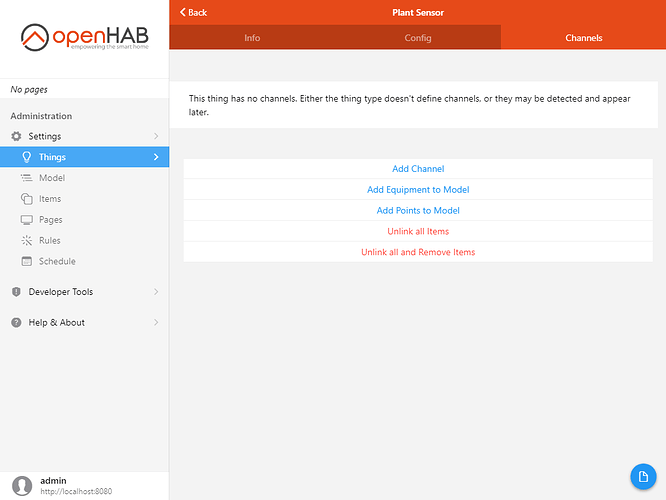 openHAB
empowering the smart home
No pages
Administration
Settings
Things
Model
Items
Pages
Rules
Schedule
Developer Tools
Help & About
admin
http://localhost:8080
Back
Plant Sensor
Info
Config
Channels
This thing has no channels. Either the thing type doesn't define channels, or they may be detected and appear
later.
Add Channel
Add Equipment to Model
Add Points to Model
Unlink all Items
Unlink all and Remove Items